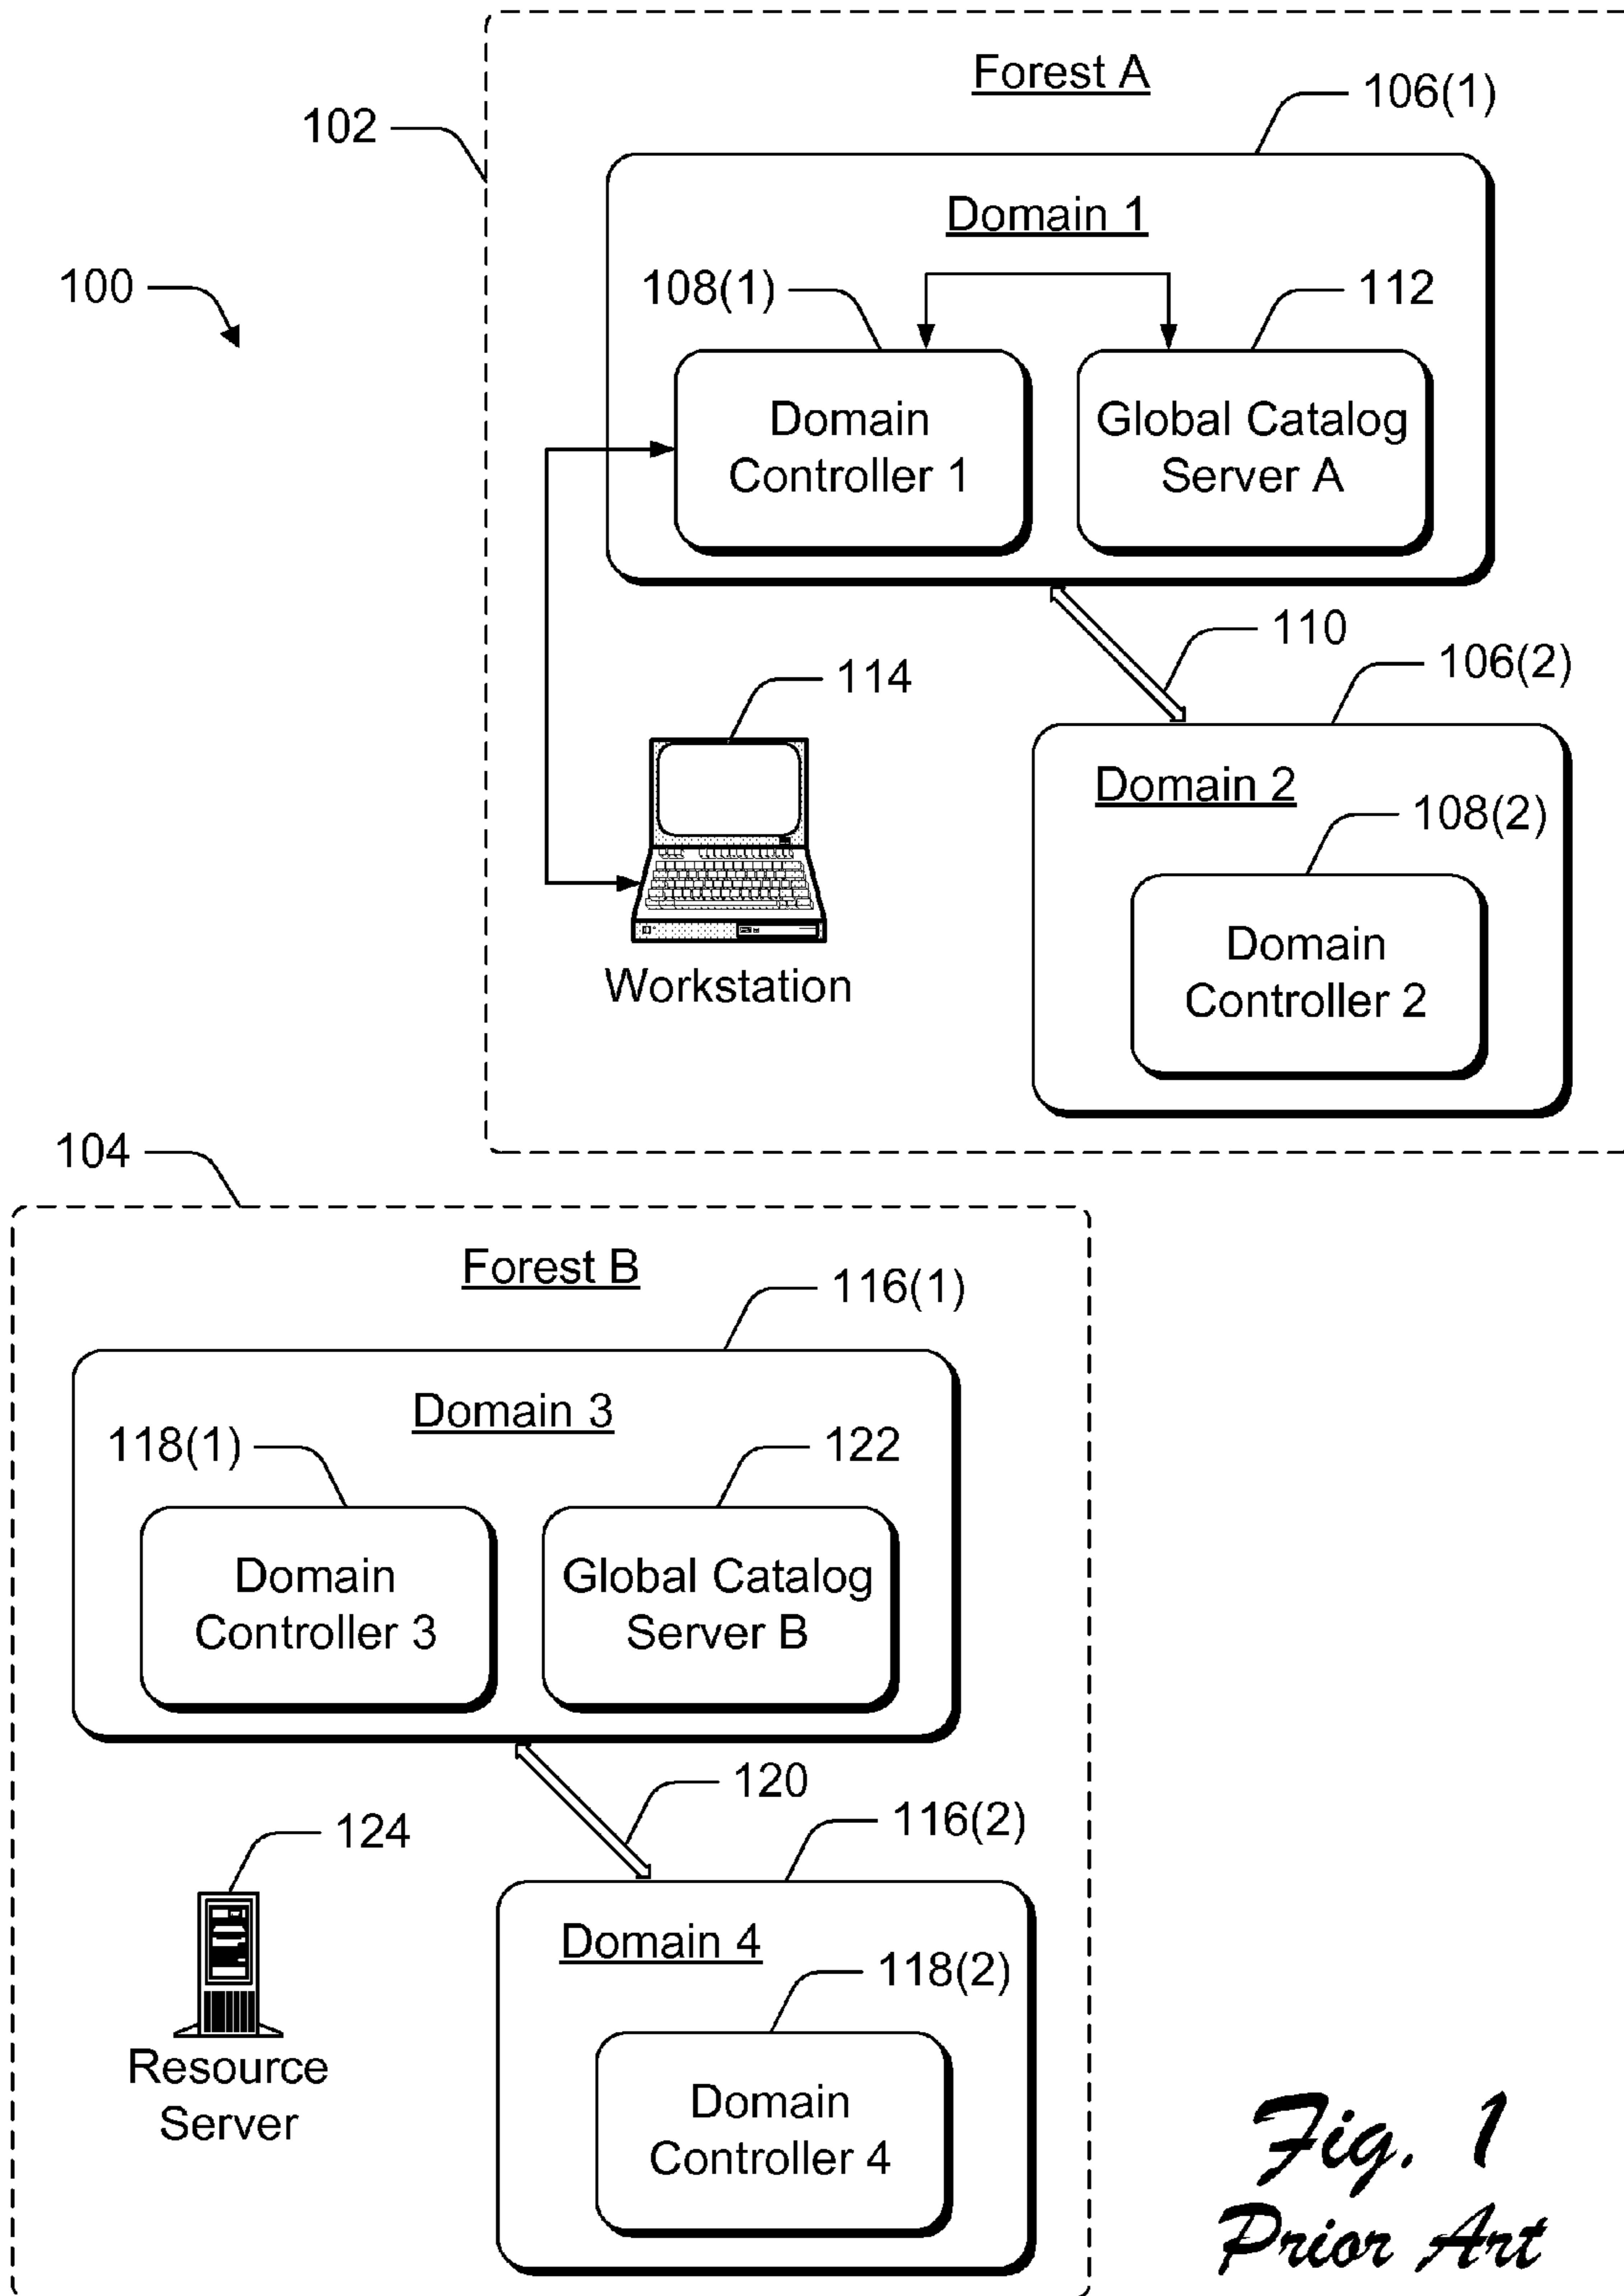 Forest A
106(1)
102
Domain 1
100
108(1)
112
Domain
Controller 1
Global Catalog
Server A
110
106(2)
114
Domain 2
108(2)
Domain
Controller 2
Workstation
104
Forest B
116(1)
Domain 3
118(1)
122
Domain
Controller 3
Global Catalog
Server B
120
116(2)
124
Domain 4
118(2)
Resource
Server
Domain
Controller 4
Fig. 1
Prior Art